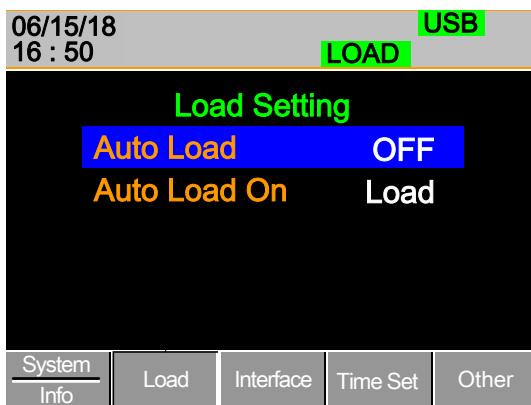 06/15/18 USB
16 : 50 LOAD
Load Setting
Auto Load OFF
Auto Load On Load
System
Info
Load
Interface
Time Set
Other